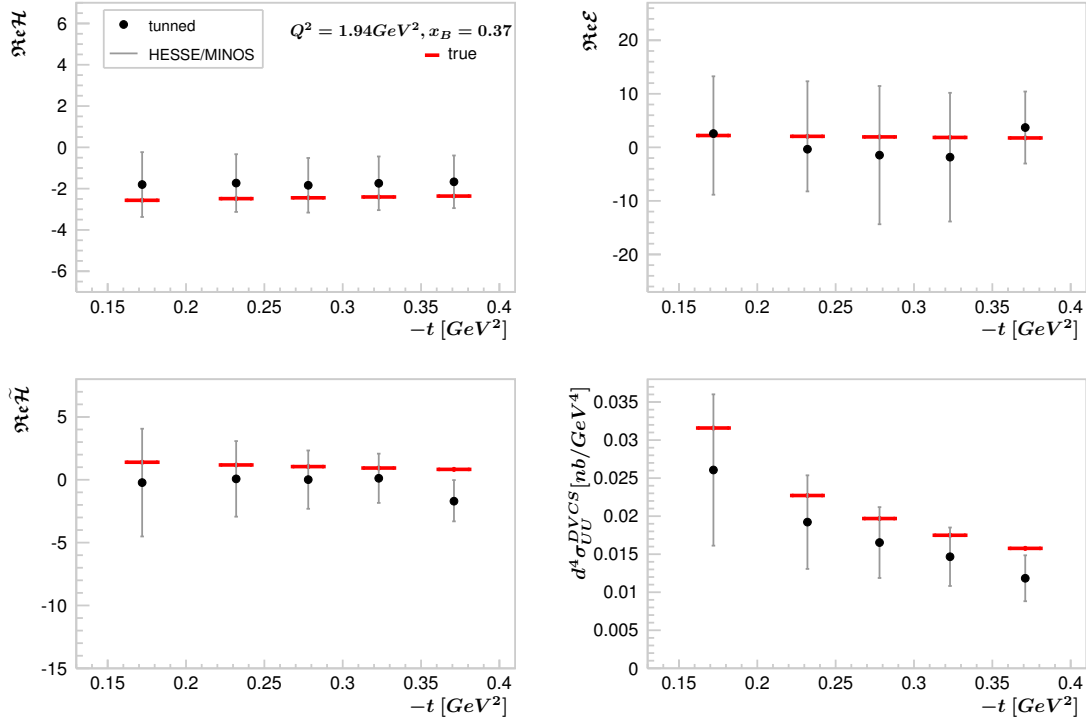 ℜeℋ
6
4
2
0
-2
-4
-6
tunned
HESSE/MINOS
Q² = 1.94GeV², x_B = 0.37
true
0.15 0.2 0.25 0.3 0.35 0.4
−t [GeV²]
ℜeℰ
20
10
0
-10
-20
0.15 0.2 0.25 0.3 0.35 0.4
−t [GeV²]
ℜeℋ̃
5
0
-5
-10
-15
0.15 0.2 0.25 0.3 0.35 0.4
−t [GeV²]
d⁴σ_{UU}^{DVCS}[nb/GeV⁴]
0.035
0.03
0.025
0.02
0.015
0.01
0.005
0
0.15 0.2 0.25 0.3 0.35 0.4
−t [GeV²]